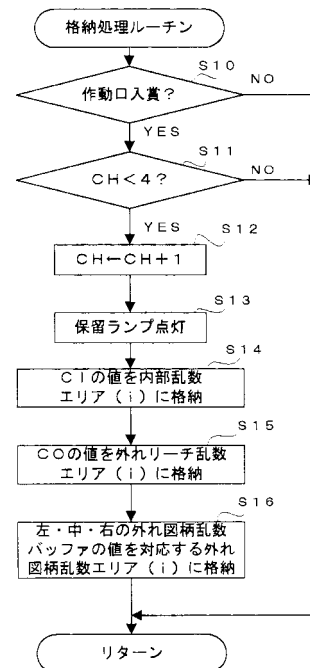 格納処理ルーチン
S10
作動口入賞？
NO
YES
S11
CH＜4？
NO
YES
S12
CH←CH＋1
S13
保留ランプ点灯
S14
CIの値を内部乱数
エリア（i）に格納
S15
COの値を外れリーチ乱数
エリア（i）に格納
S16
左・中・右の外れ図柄乱数
バッファの値を対応する外れ
図柄乱数エリア（i）に格納
リターン